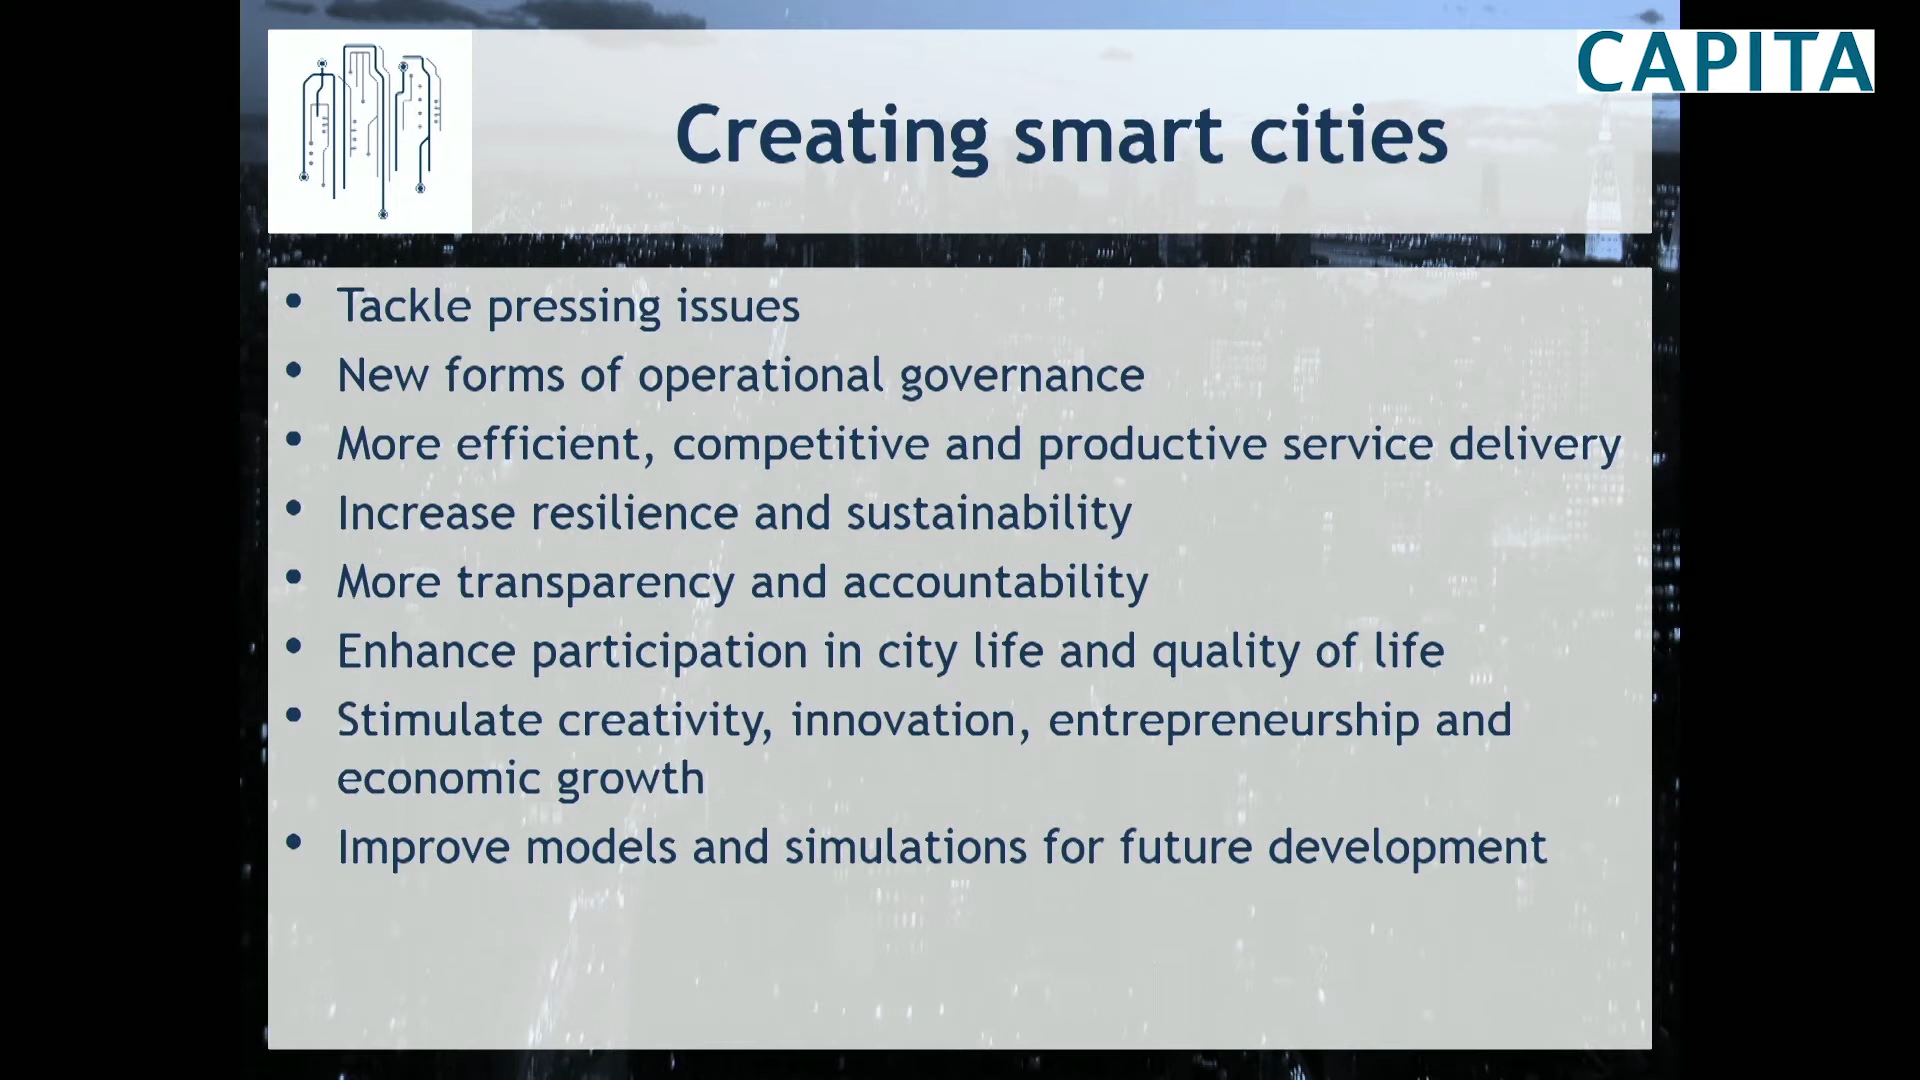 CAPITA
Creating smart cities
• Tackle pressing issues
• New forms of operational governance
• More efficient, competitive and productive service delivery
• Increase resilience and sustainability
• More transparency and accountability
• Enhance participation in city life and quality of life
• Stimulate creativity, innovation, entrepreneurship and
economic growth
• Improve models and simulations for future development